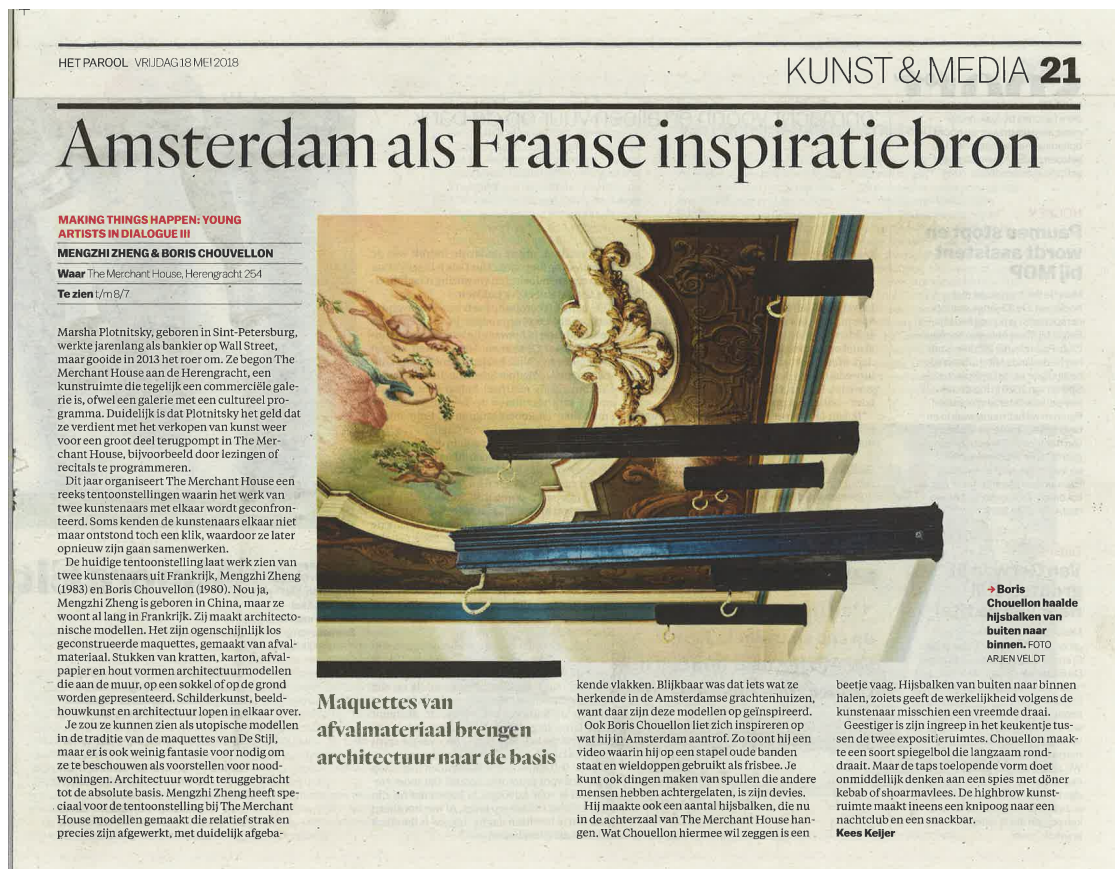 HET PAROOL VRIJDAG 18 MEI 2018
KUNST & MEDIA 21
Amsterdam als Franse inspiratiebron
MAKING THINGS HAPPEN: YOUNG
ARTISTS IN DIALOGUE III
MENGZHI ZHENG & BORIS CHOUVELLON
Waar The Merchant House, Herengracht 254
Te zien t/m 8/7
Marsha Plotnitsky, geboren in Sint-Petersburg,
werkte jarenlang als bankier op Wall Street,
maar gooide in 2013 het roer om. Ze begon The
Merchant House aan de Herengracht, een
kunstruimte die tegelijk een commerciële gale-
rie is, ofwel een galerie met een cultureel pro-
gramma. Duidelijk is dat Plotnitsky het geld dat
ze verdient met het verkopen van kunst weer
voor een groot deel terugpompt in The Mer-
chant House, bijvoorbeeld door lezingen of
recitals te programmeren.
Dit jaar organiseert The Merchant House een
reeks tentoonstellingen waarin het werk van
twee kunstenaars met elkaar wordt geconfron-
teerd. Soms kenden de kunstenaars elkaar niet
maar ontstond toch een klik, waardoor ze later
opnieuw zijn gaan samenwerken.
De huidige tentoonstelling laat werk zien van
twee kunstenaars uit Frankrijk, Mengzhi Zheng
(1983) en Boris Chouvellon (1980). Nou ja,
Mengzhi Zheng is geboren in China, maar ze
woont al lang in Frankrijk. Zij maakt architecto-
nische modellen. Het zijn ogenschijnlijk los
geconstrueerde maquettes, gemaakt van afval-
materiaal. Stukken van kratten, karton, afval-
papier en hout vormen architectuurmodellen
die aan de muur, op een sokkel of op de grond
worden gepresenteerd. Schilderkunst, beeld-
houwkunst en architectuur lopen in elkaar over.
Je zou ze kunnen zien als utopische modellen
in de traditie van de maquettes van De Stijl,
maar er is ook weinig fantasie voor nodig om
ze te beschouwen als voorstellen voor nood-
woningen. Architectuur wordt teruggebracht
tot de absolute basis. Mengzhi Zheng heeft spe-
ciaal voor de tentoonstelling bij The Merchant
House modellen gemaakt die relatief strak en
precies zijn afgewerkt, met duidelijk afgeba-
→ Boris
Chouellon haalde
hijsbalken van
buiten naar
binnen. FOTO
ARJEN VELDT
Maquettes van
afvalmateriaal brengen
architectuur naar de basis
kende vlakken. Blijkbaar was dat iets wat ze
herkende in de Amsterdamse grachtenhuizen,
want daar zijn deze modellen op geïnspireerd.
Ook Boris Chouellon liet zich inspireren op
wat hij in Amsterdam aantrof. Zo toont hij een
video waarin hij op een stapel oude banden
staat en wieldoppen gebruikt als frisbee. Je
kunt ook dingen maken van spullen die andere
mensen hebben achtergelaten, is zijn devies.
Hij maakte ook een aantal hijsbalken, die nu
in de achterzaal van The Merchant House han-
gen. Wat Chouellon hiermee wil zeggen is een
beetje vaag. Hijsbalken van buiten naar binnen
halen, zoiets geeft de werkelijkheid volgens de
kunstenaar misschien een vreemde draai.
Geestiger is zijn ingreep in het keukentje tus-
sen de twee expositieruimtes. Chouellon maak-
te een soort spiegelbol die langzaam rond-
draait. Maar de taps toelopende vorm doet
onmiddellijk denken aan een spies met döner
kebab of shoarmavlees. De highbrow kunst-
ruimte maakt ineens een knipoog naar een
nachtclub en een snackbar.
Kees Keijer